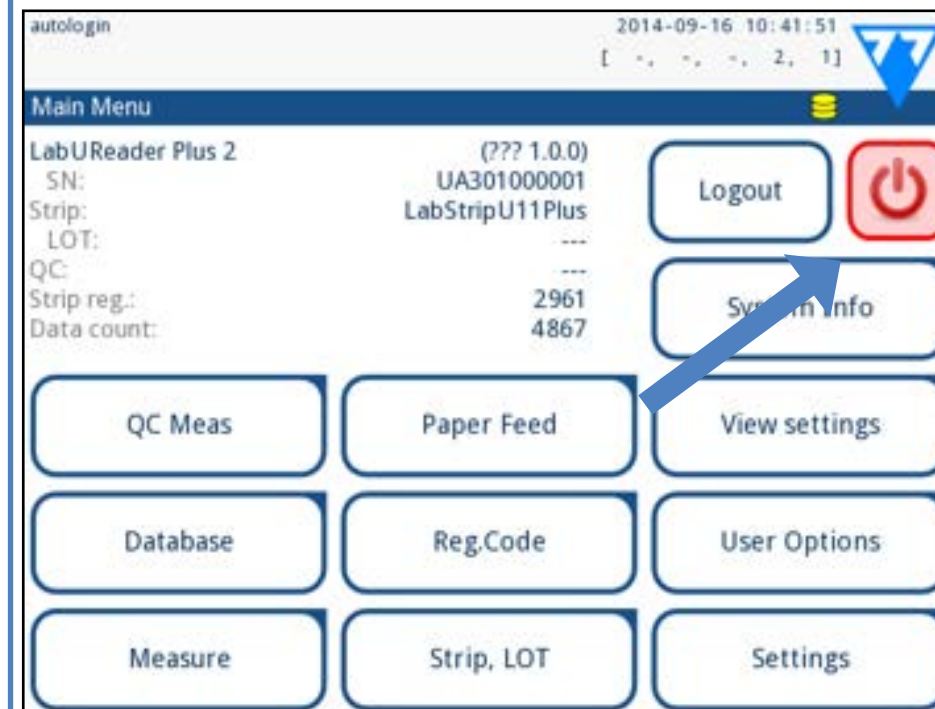 autologin 2014-09-16 10:41:51
[ -, -, -, 2, 1]
Main Menu
LabUReader Plus 2 (??? 1.0.0)
SN: UA301000001
Strip: LabStripU11Plus
LOT: ---
QC: ---
Strip reg.: 2961
Data count: 4867
Logout
Info
QC Meas Paper Feed View settings
Database Reg.Code User Options
Measure Strip, LOT Settings